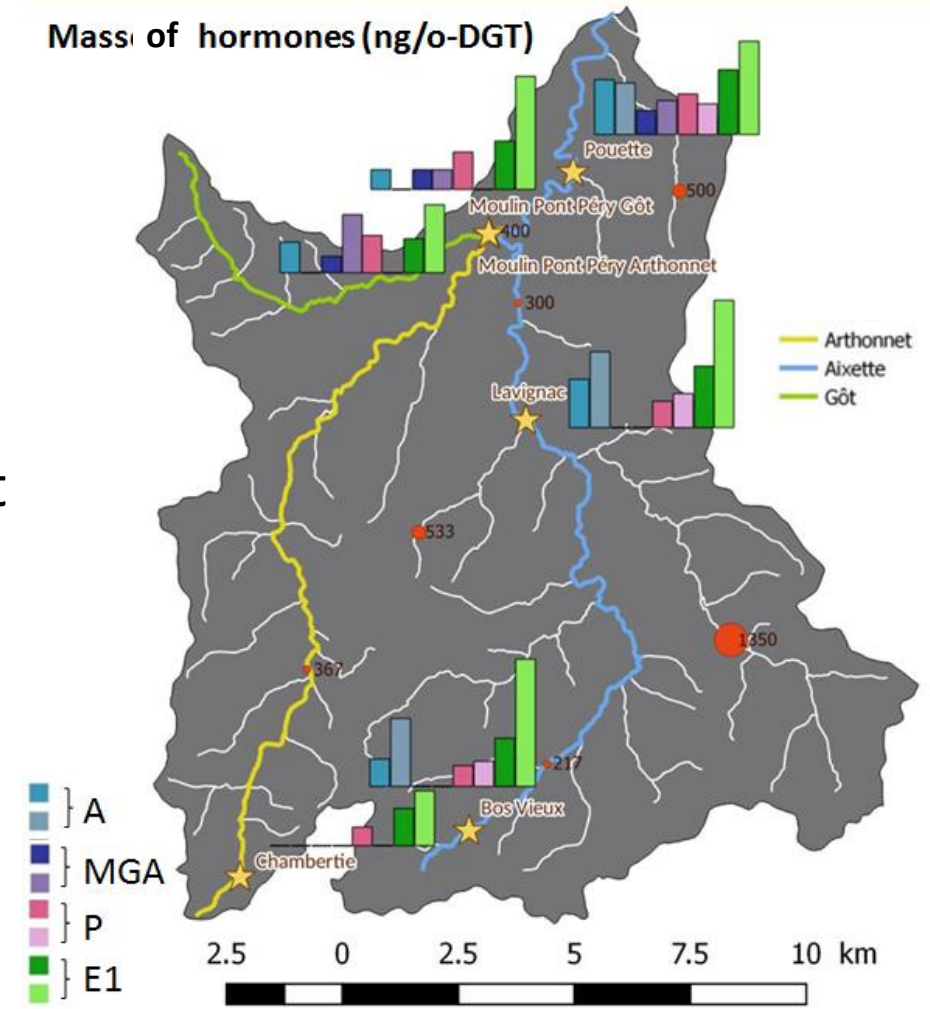 Mass of hormones (ng/o-DGT)
Pouette
500
Moulin Pont Péry Gôt
400
Moulin Pont Péry Arthonnet
300
Arthonnet
Aixette
Gôt
Lavignac
t
533
1350
367
217
Bos Vieux
Chambertie
A
MGA
P
E1
2.5 0 2.5 5 7.5 10 km